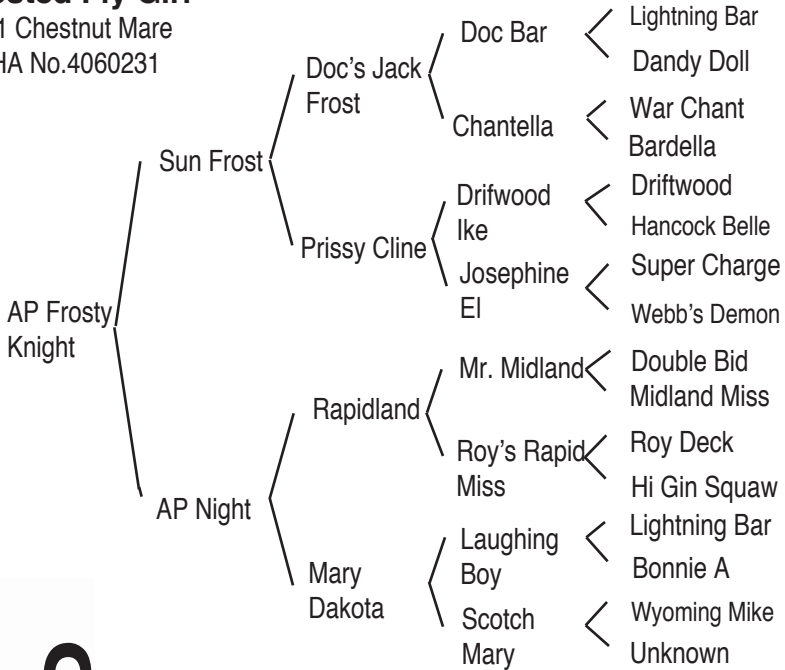 Fly Girl
1 Chestnut Mare
HA No.4060231
AP Frosty
Knight
Sun Frost
AP Night
Doc's Jack
Frost
Prissy Cline
Rapidland
Mary
Dakota
Doc Bar
Chantella
Drifwood
Ike
Josephine
El
Mr. Midland
Roy's Rapid
Miss
Laughing
Boy
Scotch
Mary
Lightning Bar
Dandy Doll
War Chant
Bardella
Driftwood
Hancock Belle
Super Charge
Webb's Demon
Double Bid
Midland Miss
Roy Deck
Hi Gin Squaw
Lightning Bar
Bonnie A
Wyoming Mike
Unknown